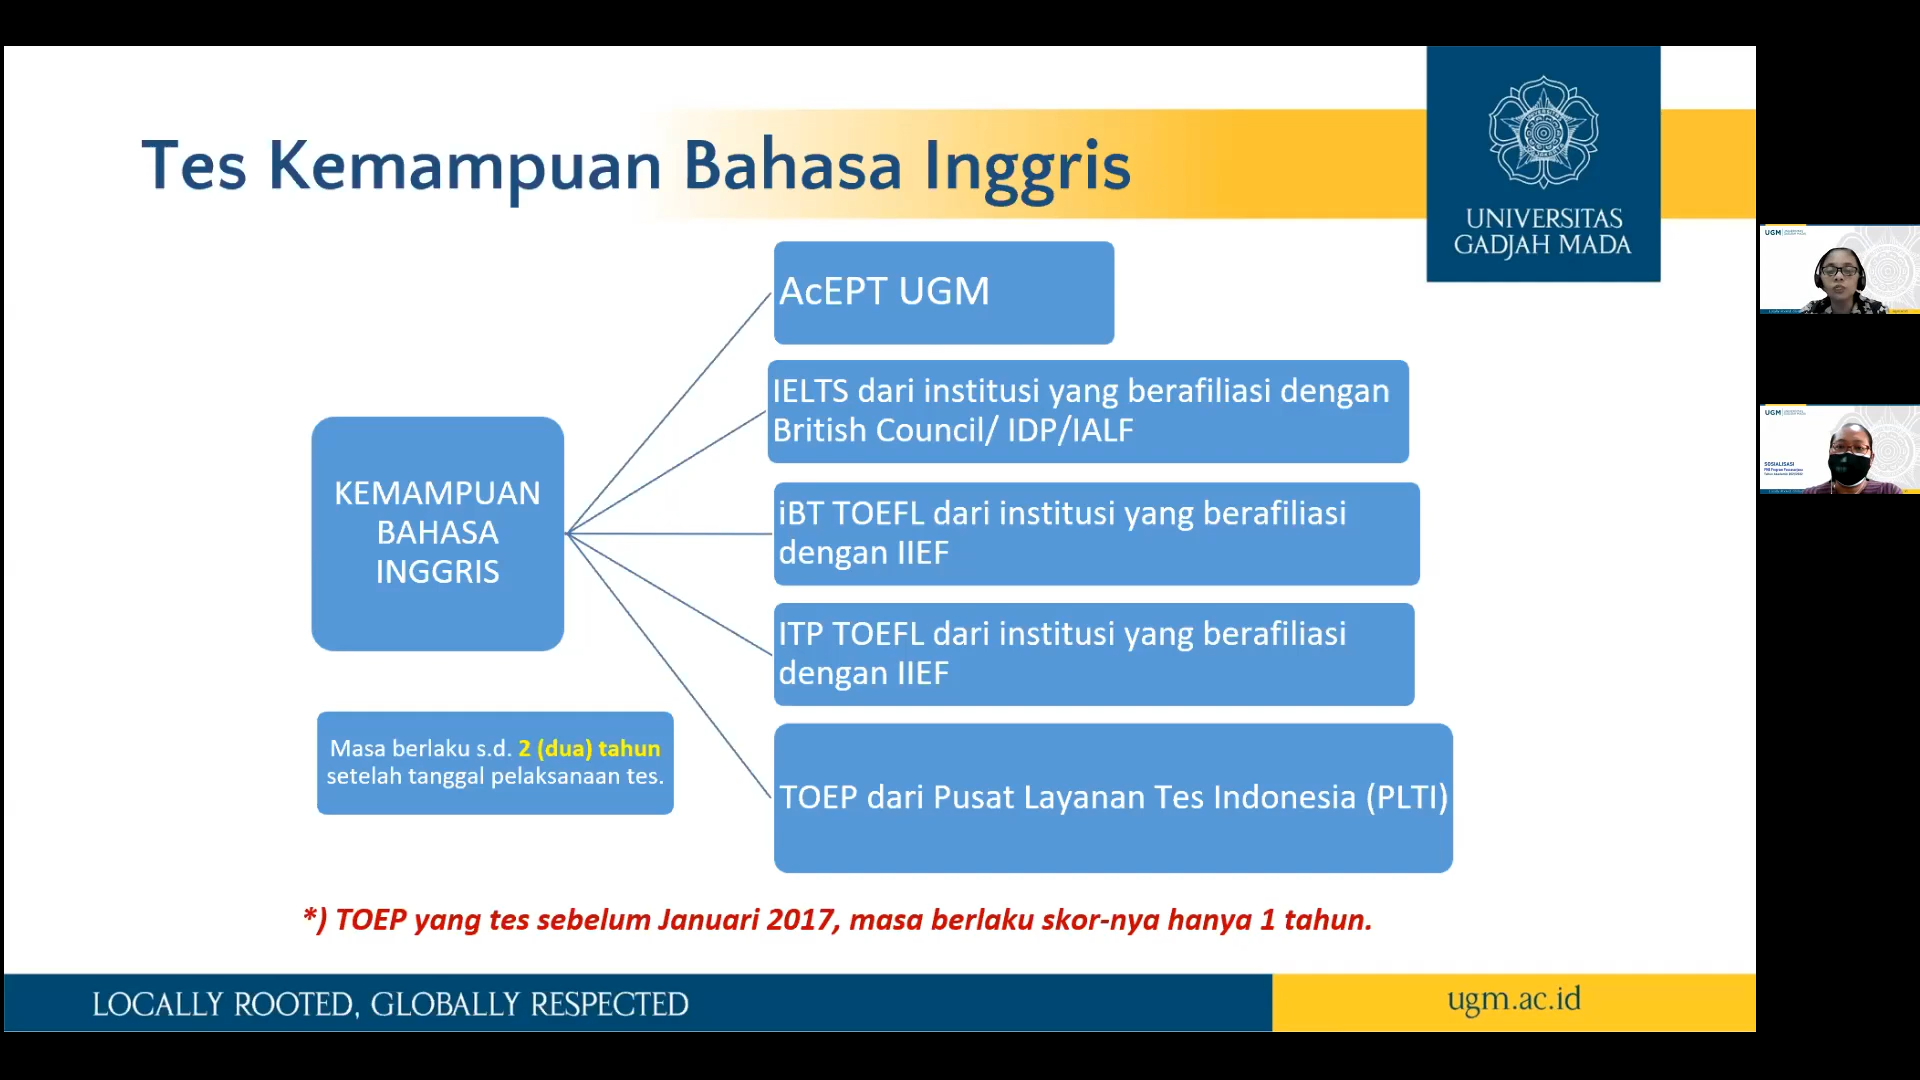 Tes Kemampuan Bahasa Inggris
UNIVERSITAS
GADJAH MADA
AcEPT UGM
IELTS dari institusi yang berafiliasi dengan
British Council/ IDP/IALF
KEMAMPUAN
BAHASA
INGGRIS
iBT TOEFL dari institusi yang berafiliasi
dengan IIEF
ITP TOEFL dari institusi yang berafiliasi
dengan IIEF
Masa berlaku s.d. 2 (dua) tahun
setelah tanggal pelaksanaan tes.
TOEP dari Pusat Layanan Tes Indonesia (PLTI)
*) TOEP yang tes sebelum Januari 2017, masa berlaku skor-nya hanya 1 tahun.
LOCALLY ROOTED, GLOBALLY RESPECTED
ugm.ac.id
UGM
UGM
SOSIALISASI